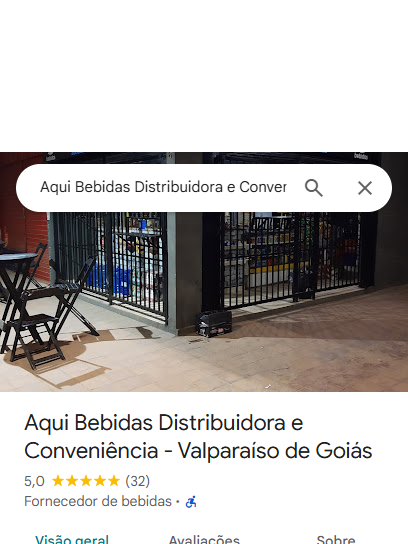 Aqui Bebidas Distribuidora e Conver
Aqui Bebidas Distribuidora e
Conveniência - Valparaíso de Goiás
5,0 (32)
Fornecedor de bebidas ·
Visão geral Avaliações Sobre